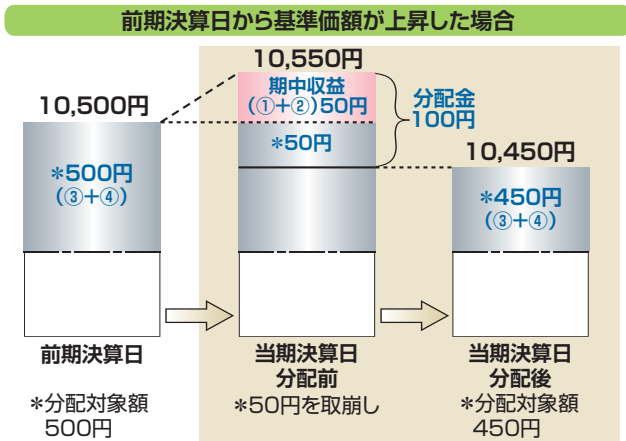 前期決算日から基準価額が上昇した場合
10,550円
期中収益
(①+②)50円
分配金
100円
10,500円
*50円
10,450円
*500円
(③+④)
*450円
(③+④)
前期決算日
当期決算日
分配前
当期決算日
分配後
*分配対象額
500円
*50円を取崩し
*分配対象額
450円